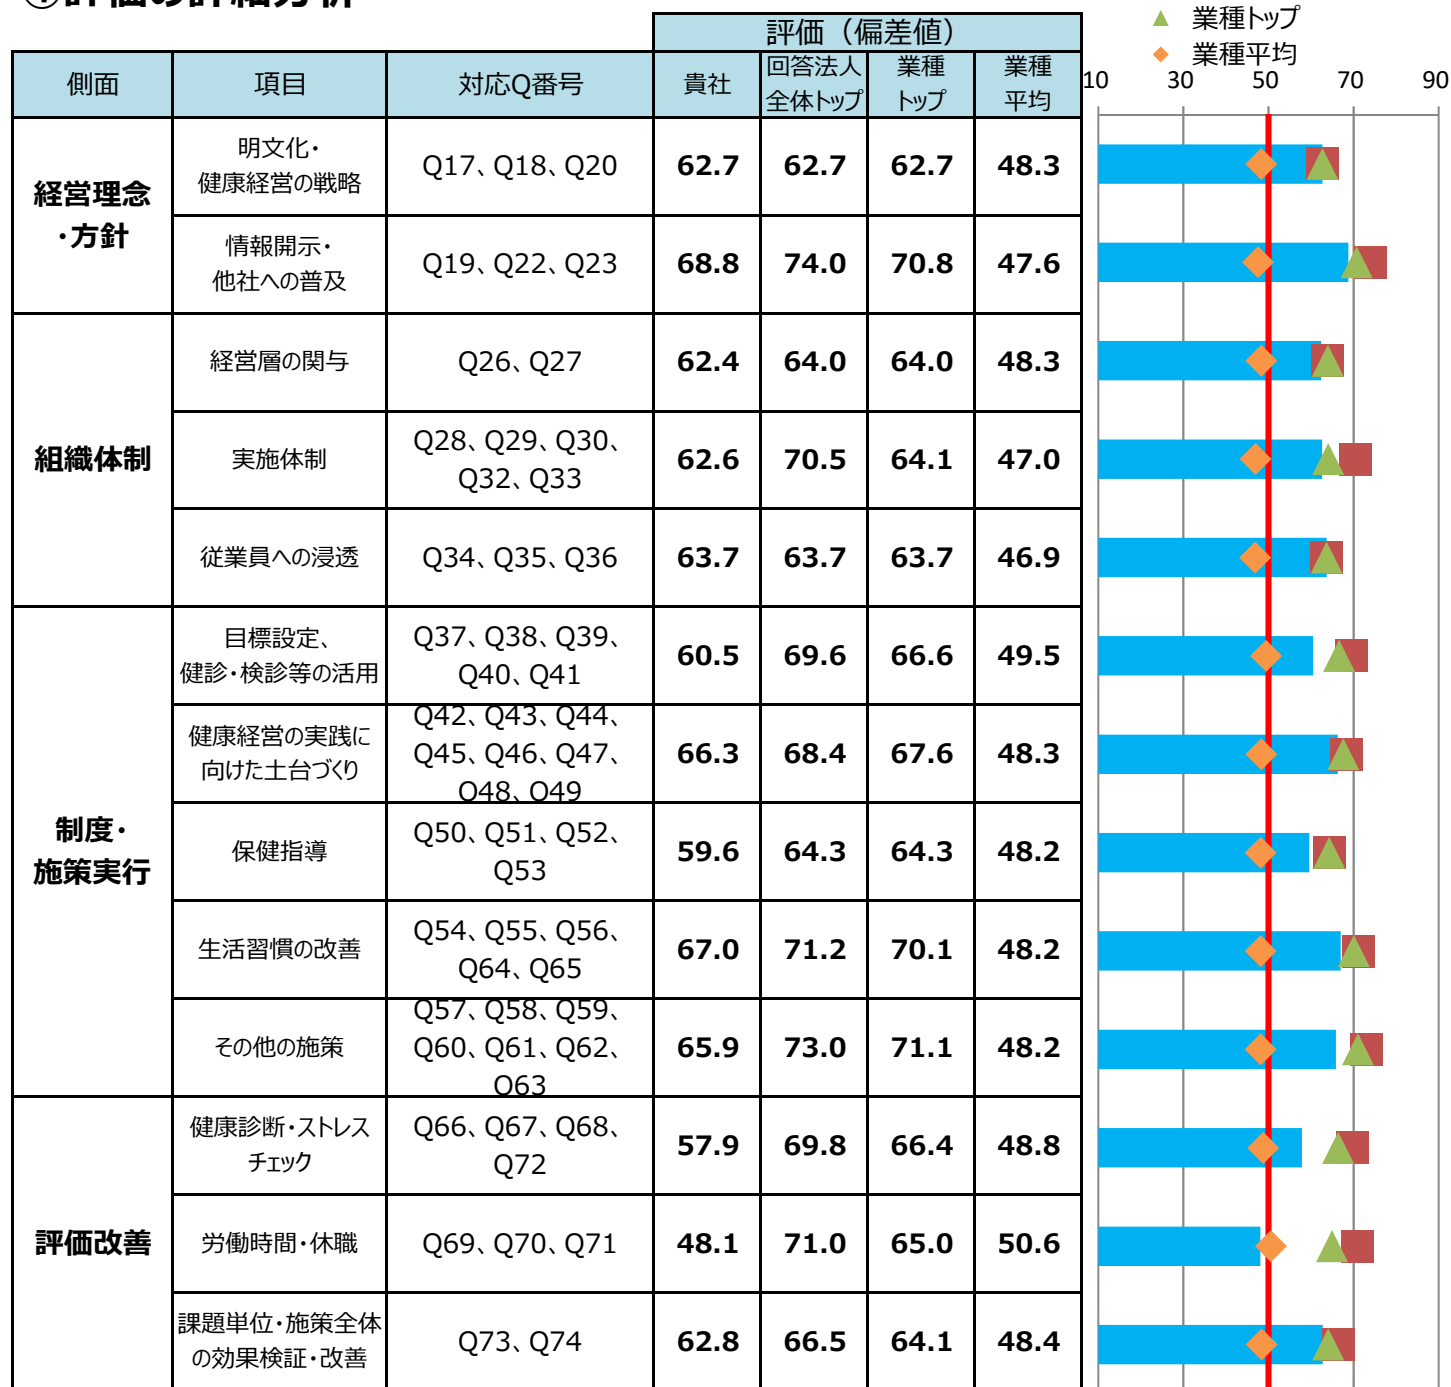 ①評価の詳細分析
▲ 業種トップ
◆ 業種平均
評価（偏差値）
側面 項目 対応Q番号 貴社 回答法人 業種 業種
全体トップ トップ 平均
10 30 50 70 90
経営理念
・方針
明文化・
健康経営の戦略
Q17、Q18、Q20
62.7 62.7 62.7 48.3
情報開示・
他社への普及
Q19、Q22、Q23
68.8 74.0 70.8 47.6
組織体制
経営層の関与
Q26、Q27
62.4 64.0 64.0 48.3
実施体制
Q28、Q29、Q30、
Q32、Q33
62.6 70.5 64.1 47.0
従業員への浸透
Q34、Q35、Q36
63.7 63.7 63.7 46.9
制度・
施策実行
目標設定、
健診・検診等の活用
Q37、Q38、Q39、
Q40、Q41
60.5 69.6 66.6 49.5
健康経営の実践に
向けた土台づくり
Q42、Q43、Q44、
Q45、Q46、Q47、
Q48、Q49
66.3 68.4 67.6 48.3
保健指導
Q50、Q51、Q52、
Q53
59.6 64.3 64.3 48.2
生活習慣の改善
Q54、Q55、Q56、
Q64、Q65
67.0 71.2 70.1 48.2
その他の施策
Q57、Q58、Q59、
Q60、Q61、Q62、
Q63
65.9 73.0 71.1 48.2
評価改善
健康診断・ストレス
チェック
Q66、Q67、Q68、
Q72
57.9 69.8 66.4 48.8
労働時間・休職
Q69、Q70、Q71
48.1 71.0 65.0 50.6
課題単位・施策全体
の効果検証・改善
Q73、Q74
62.8 66.5 64.1 48.4